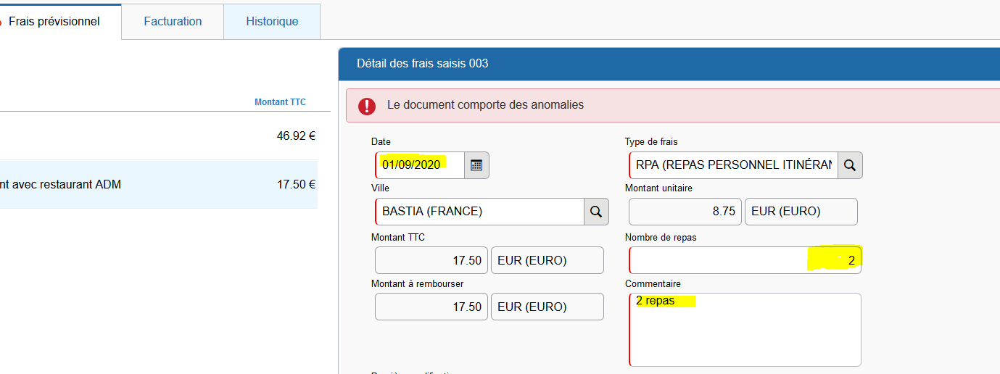 Frais prévisionnel
Facturation
Historique
Montant TTC
46.92 €
nt avec restaurant ADM
17.50 €
Détail des frais saisis 003
Le document comporte des anomalies
Date
Type de frais
01/09/2020
RPA (REPAS PERSONNEL ITINÉRAN
Ville
Montant unitaire
BASTIA (FRANCE)
8.75
EUR (EURO)
Montant TTC
Nombre de repas
17.50
EUR (EURO)
2
Montant à rembourser
Commentaire
17.50
EUR (EURO)
2 repas